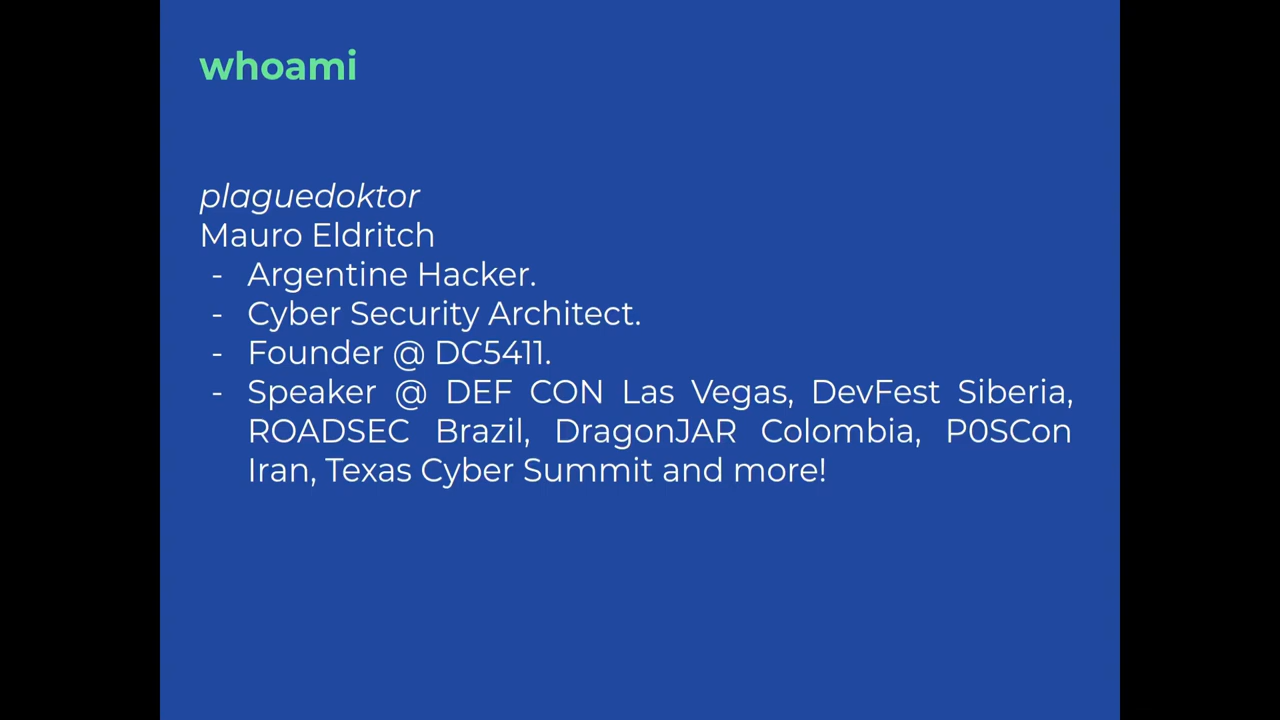 whoami
plaguedoktor
Mauro Eldritch
- Argentine Hacker.
- Cyber Security Architect.
- Founder @ DC5411.
- Speaker @ DEF CON Las Vegas, DevFest Siberia,
ROADSEC Brazil, DragonJAR Colombia, P0SCon
Iran, Texas Cyber Summit and more!